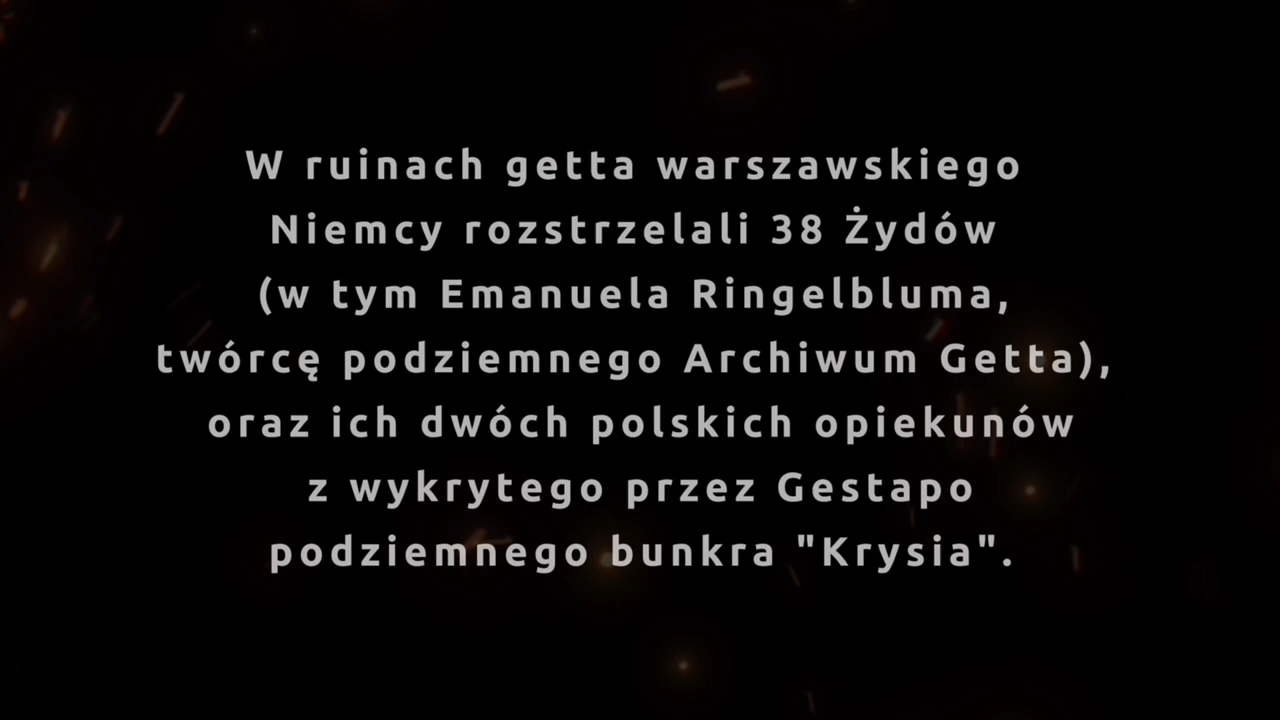 W ruinach getta warszawskiego
Niemcy rozstrzelali 38 Żydów
(w tym Emanuela Ringelbluma,
twórcę podziemnego Archiwum Getta),
oraz ich dwóch polskich opiekunów
z wykrytego przez Gestapo
podziemnego bunkra "Krysia".